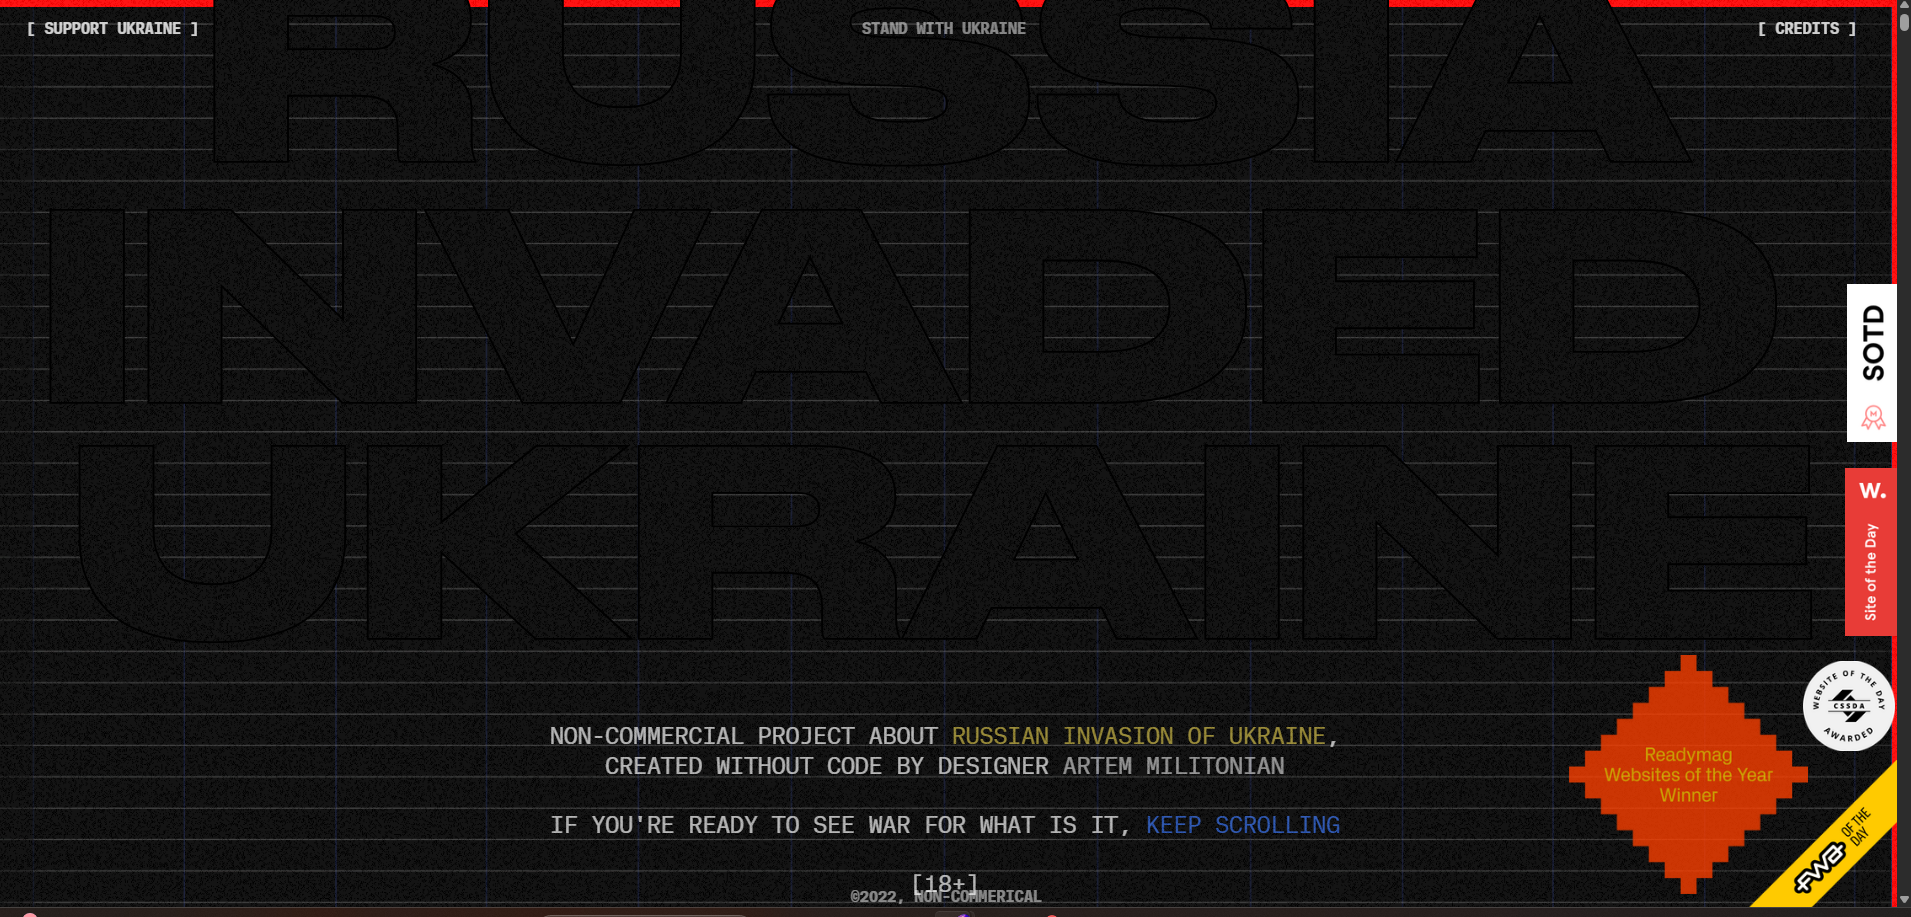 [ SUPPORT UKRAINE ]
STAND WITH UKRAINE
[ CREDITS ]
RUSSIA
INVADED
UKRAINE
SOTD
W.
Site of the Day
NON-COMMERCIAL PROJECT ABOUT RUSSIAN INVASION OF UKRAINE,
CREATED WITHOUT CODE BY DESIGNER ARTEM MILITONIAN
IF YOU'RE READY TO SEE WAR FOR WHAT IS IT, KEEP SCROLLING
[18+]
©2022, NON-COMMERICAL
Readymag
Websites of the Year
Winner
WEBSITE OF THE DAY
CSSDA
AWARDED
FWA
OF THE
DAY